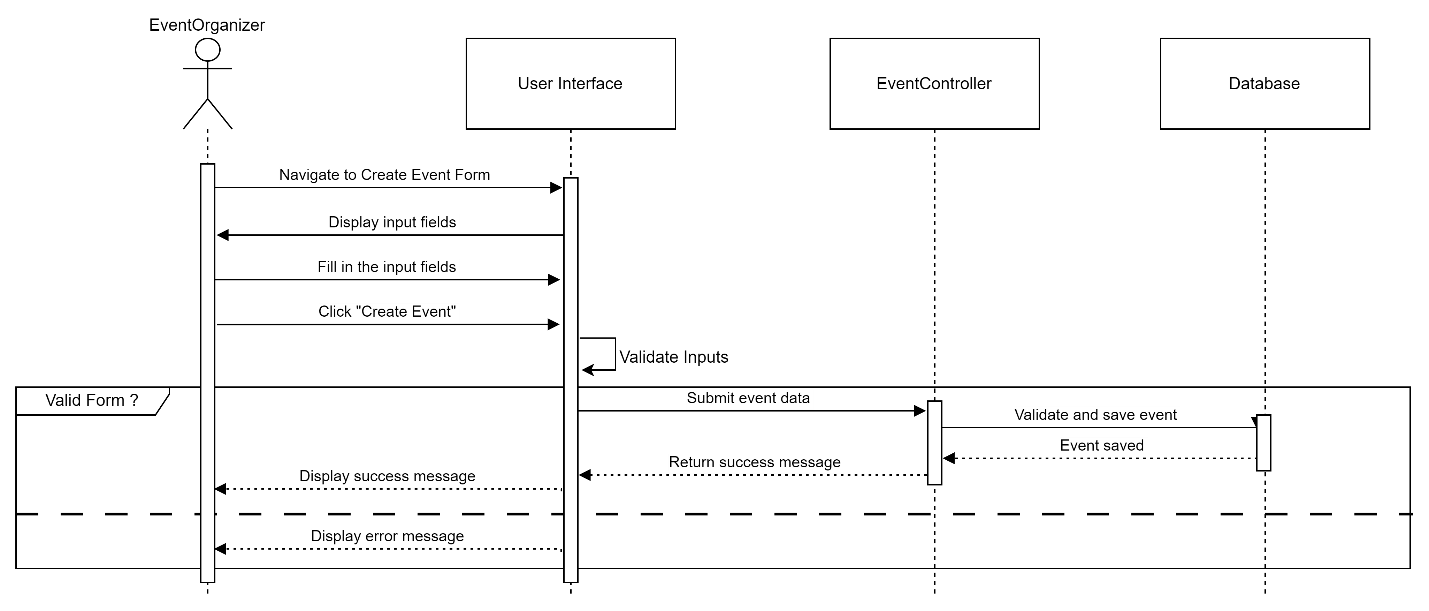 EventOrganizer
User Interface
EventController
Database
Navigate to Create Event Form
Display input fields
Fill in the input fields
Click "Create Event"
Validate Inputs
Valid Form ?
Submit event data
Validate and save event
Event saved
Return success message
Display success message
Display error message